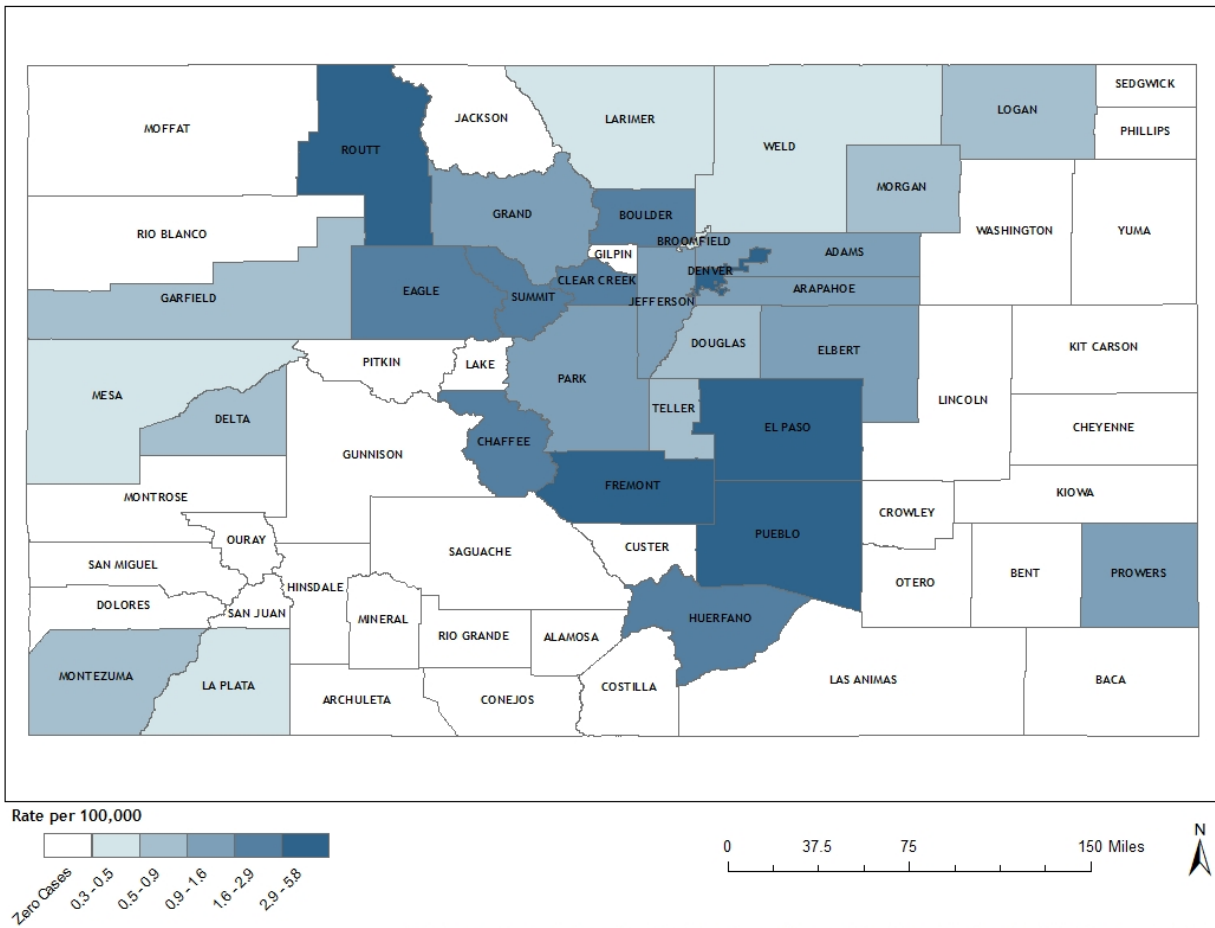 SEDGWICK
LOGAN
JACKSON
LARIMER
MOFFAT
PHILLIPS
WELD
ROUTT
MORGAN
GRAND
BOULDER
WASHINGTON
YUMA
RIO BLANCO
BROOMFIELD
GILPIN
ADAMS
DENVER
CLEAR CREEK
EAGLE
ARAPAHOE
GARFIELD
SUMMIT
JEFFERSON
DOUGLAS
ELBERT
KIT CARSON
PITKIN
LAKE
PARK
MESA
LINCOLN
TELLER
DELTA
EL PASO
CHEYENNE
CHAFFEE
GUNNISON
FREMONT
KIOWA
MONTROSE
CROWLEY
PUEBLO
OURAY
CUSTER
SAGUACHE
SAN MIGUEL
BENT
PROWERS
OTERO
HINSDALE
DOLORES
SAN JUAN
MINERAL
HUERFANO
RIO GRANDE
ALAMOSA
MONTEZUMA
LAS ANIMAS
BACA
LA PLATA
COSTILLA
ARCHULETA
CONEJOS
Rate per 100,000
Zero Cases
0.3 - 0.5
0.5 - 0.9
0.9 - 1.6
1.6 - 2.9
2.9 - 5.8
0 37.5 75 150 Miles
N